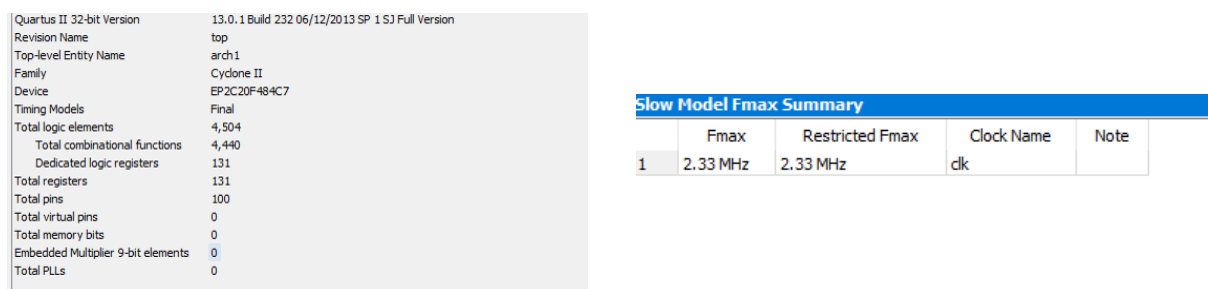 Quartus II 32-bit Version 13.0.1 Build 232 06/12/2013 SP 1 SJ Full Version
Revision Name top
Top-level Entity Name arch1
Family Cyclone II
Device EP2C20F484C7
Timing Models Final
Total logic elements 4,504
Total combinational functions 4,440
Dedicated logic registers 131
Total registers 131
Total pins 100
Total virtual pins 0
Total memory bits 0
Embedded Multiplier 9-bit elements 0
Total PLLs 0
Slow Model Fmax Summary
Fmax Restricted Fmax Clock Name Note
1 2.33 MHz 2.33 MHz clk